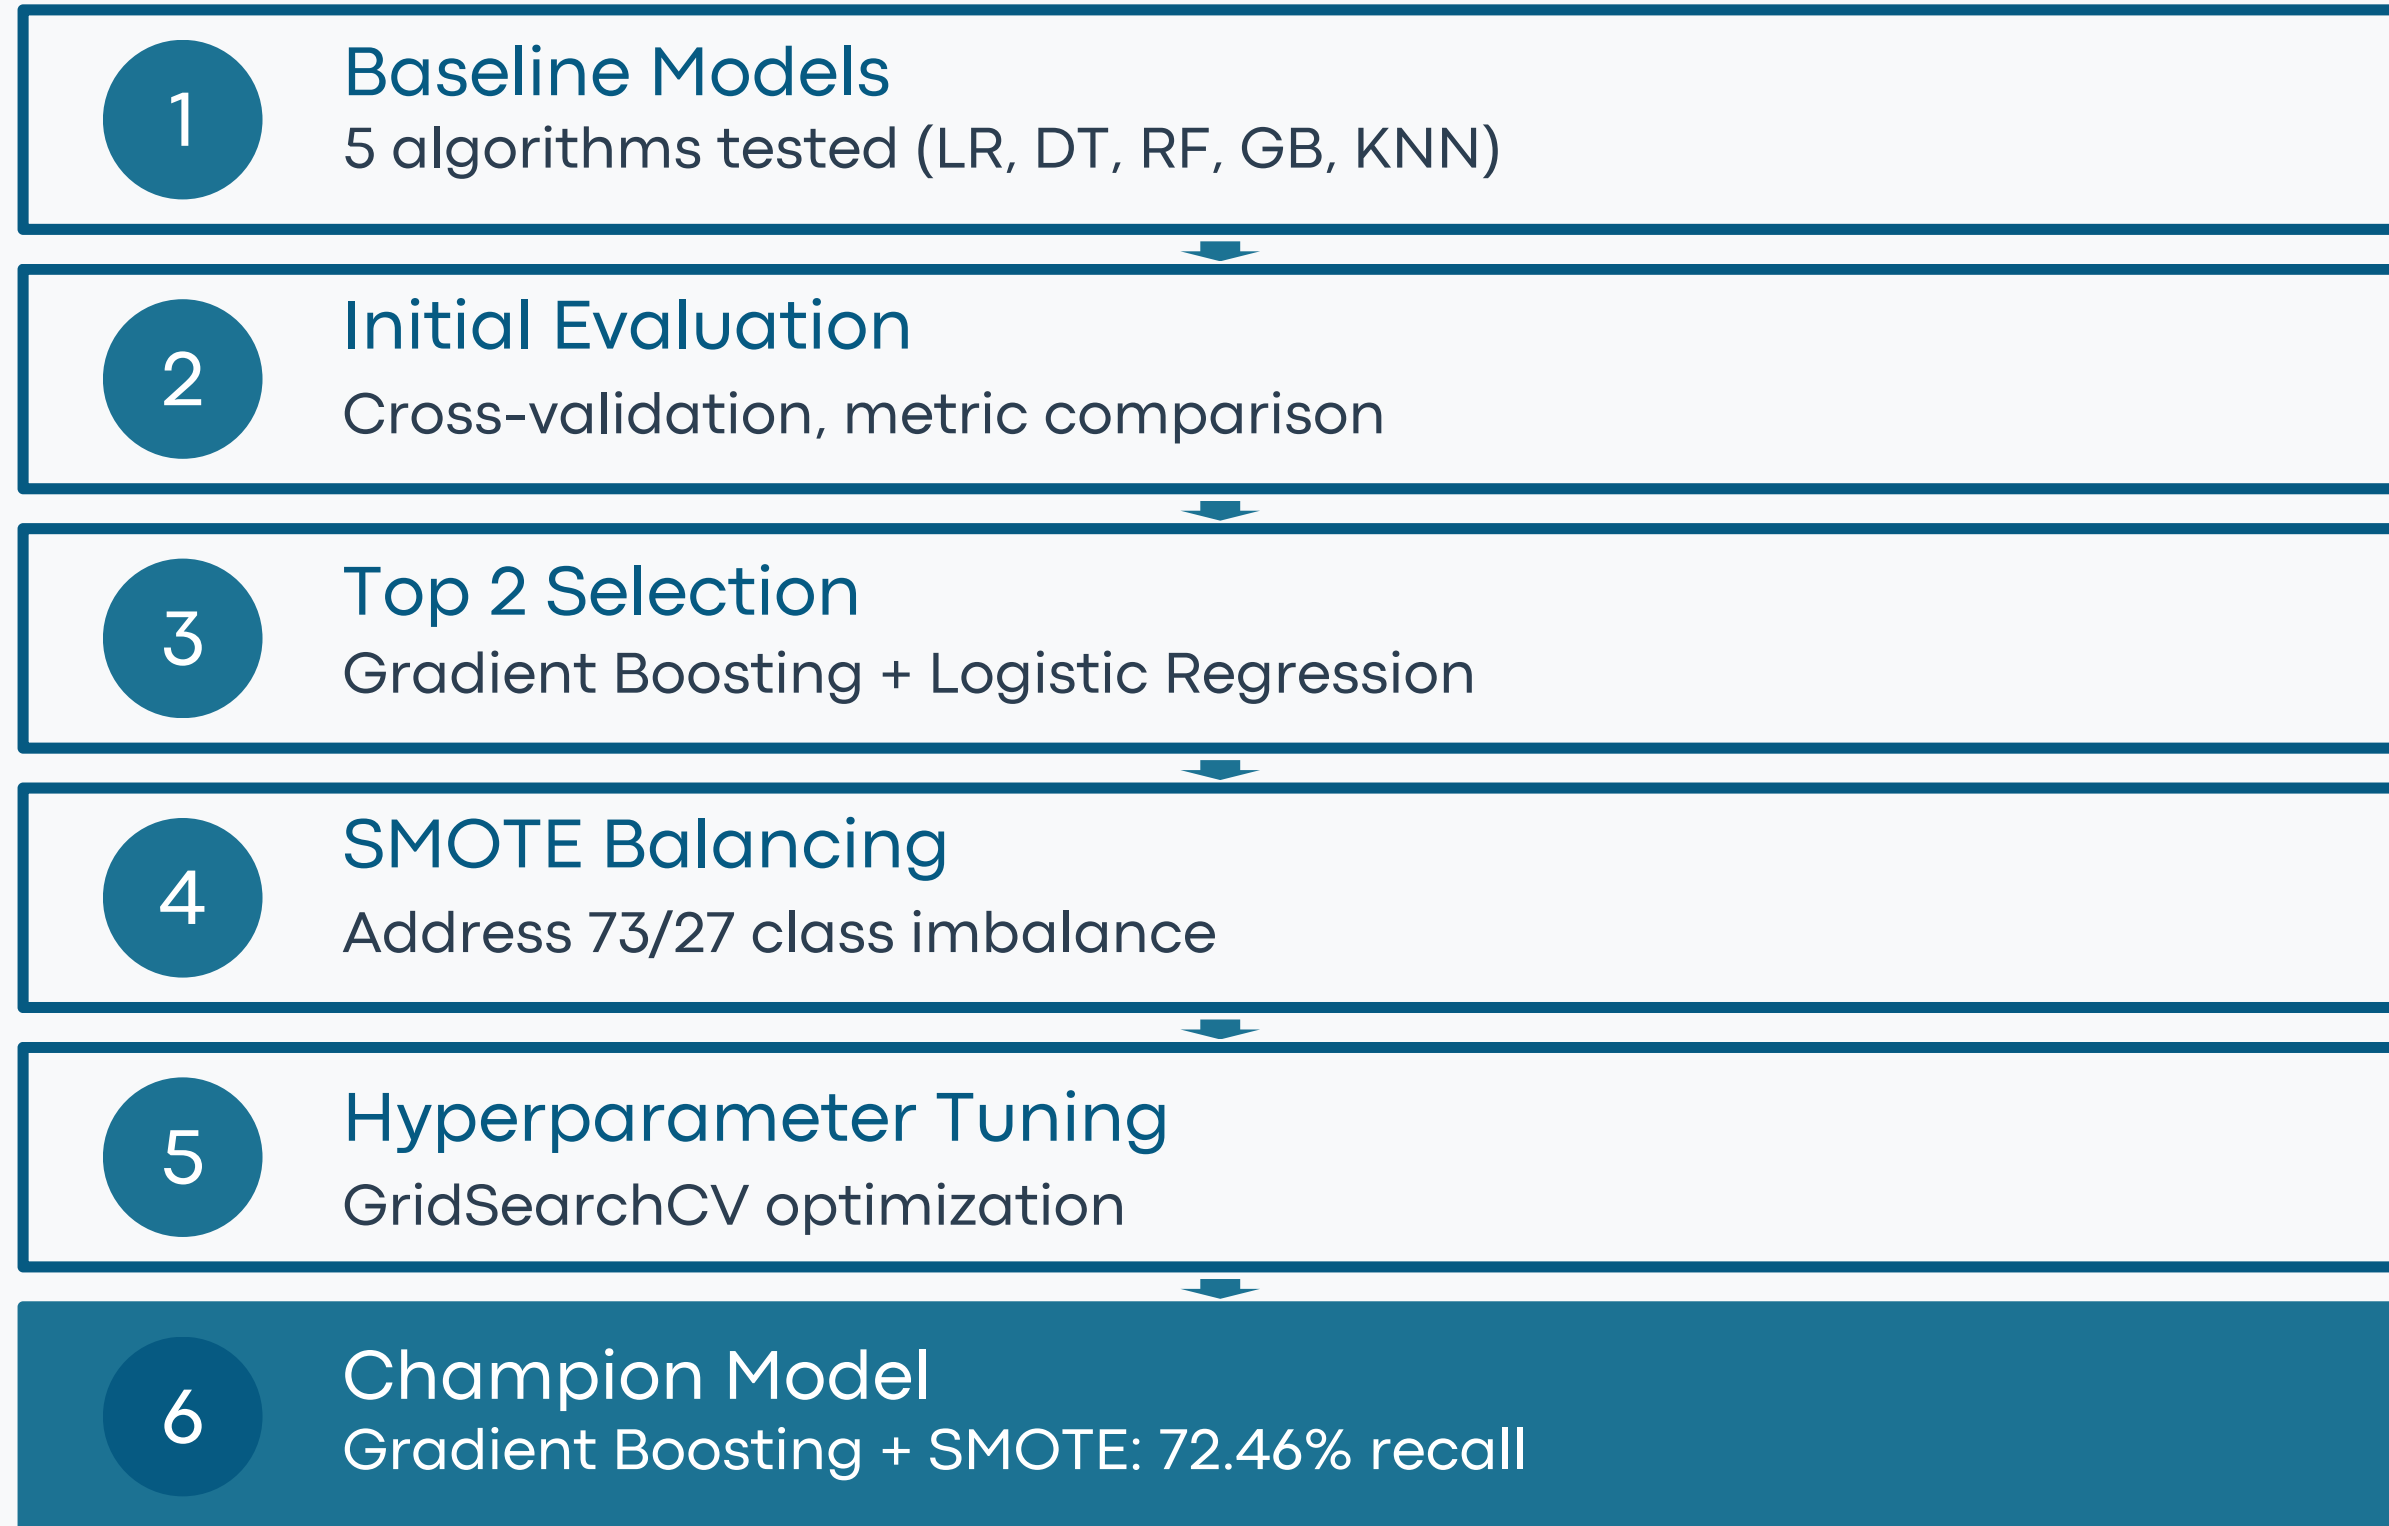 1
Baseline Models
5 algorithms tested (LR, DT, RF, GB, KNN)
2
Initial Evaluation
Cross-validation, metric comparison
3
Top 2 Selection
Gradient Boosting + Logistic Regression
4
SMOTE Balancing
Address 73/27 class imbalance
5
Hyperparameter Tuning
GridSearchCV optimization
6
Champion Model
Gradient Boosting + SMOTE: 72.46% recall